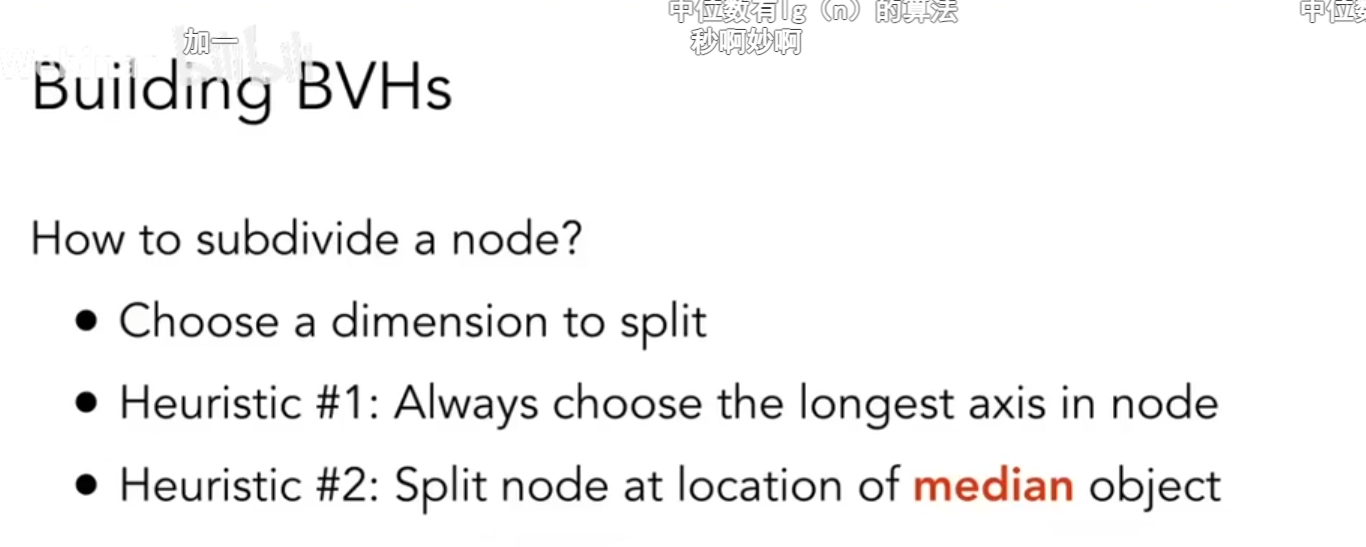 中位数有lg（n）的算法
中位数
加一
秒啊妙啊
Building BVHs
How to subdivide a node?
● Choose a dimension to split
● Heuristic #1: Always choose the longest axis in node
● Heuristic #2: Split node at location of median object